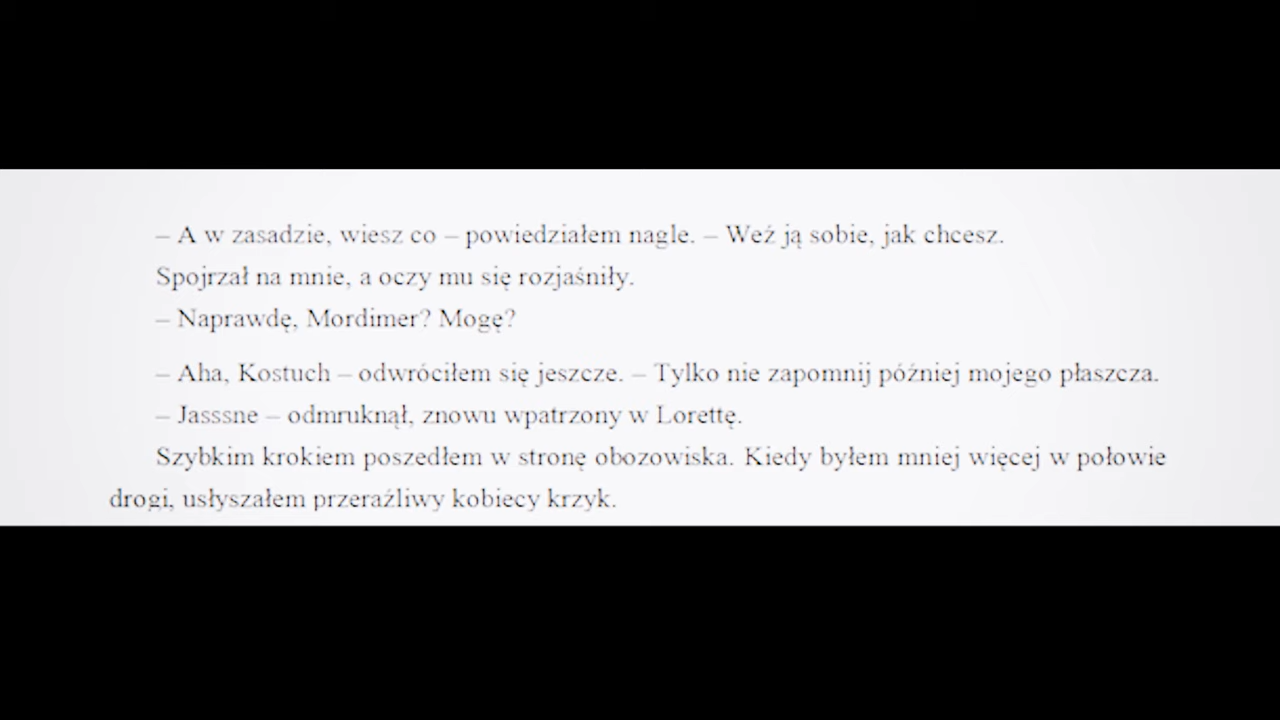 – A w zasadzie, wiesz co – powiedziałem nagle. – Weź ją sobie, jak chcesz.
Spojrzał na mnie, a oczy mu się rozjaśniły.
– Naprawdę, Mordimer? Mogę?
– Aha, Kostuch – odwróciłem się jeszcze. – Tylko nie zapomnij później mojego płaszcza.
– Jasssne – odmruknął, znowu wpatrzony w Lorettę.
Szybkim krokiem poszedłem w stronę obozowiska. Kiedy byłem mniej więcej w połowie
drogi, usłyszałem przeraźliwy kobiecy krzyk.